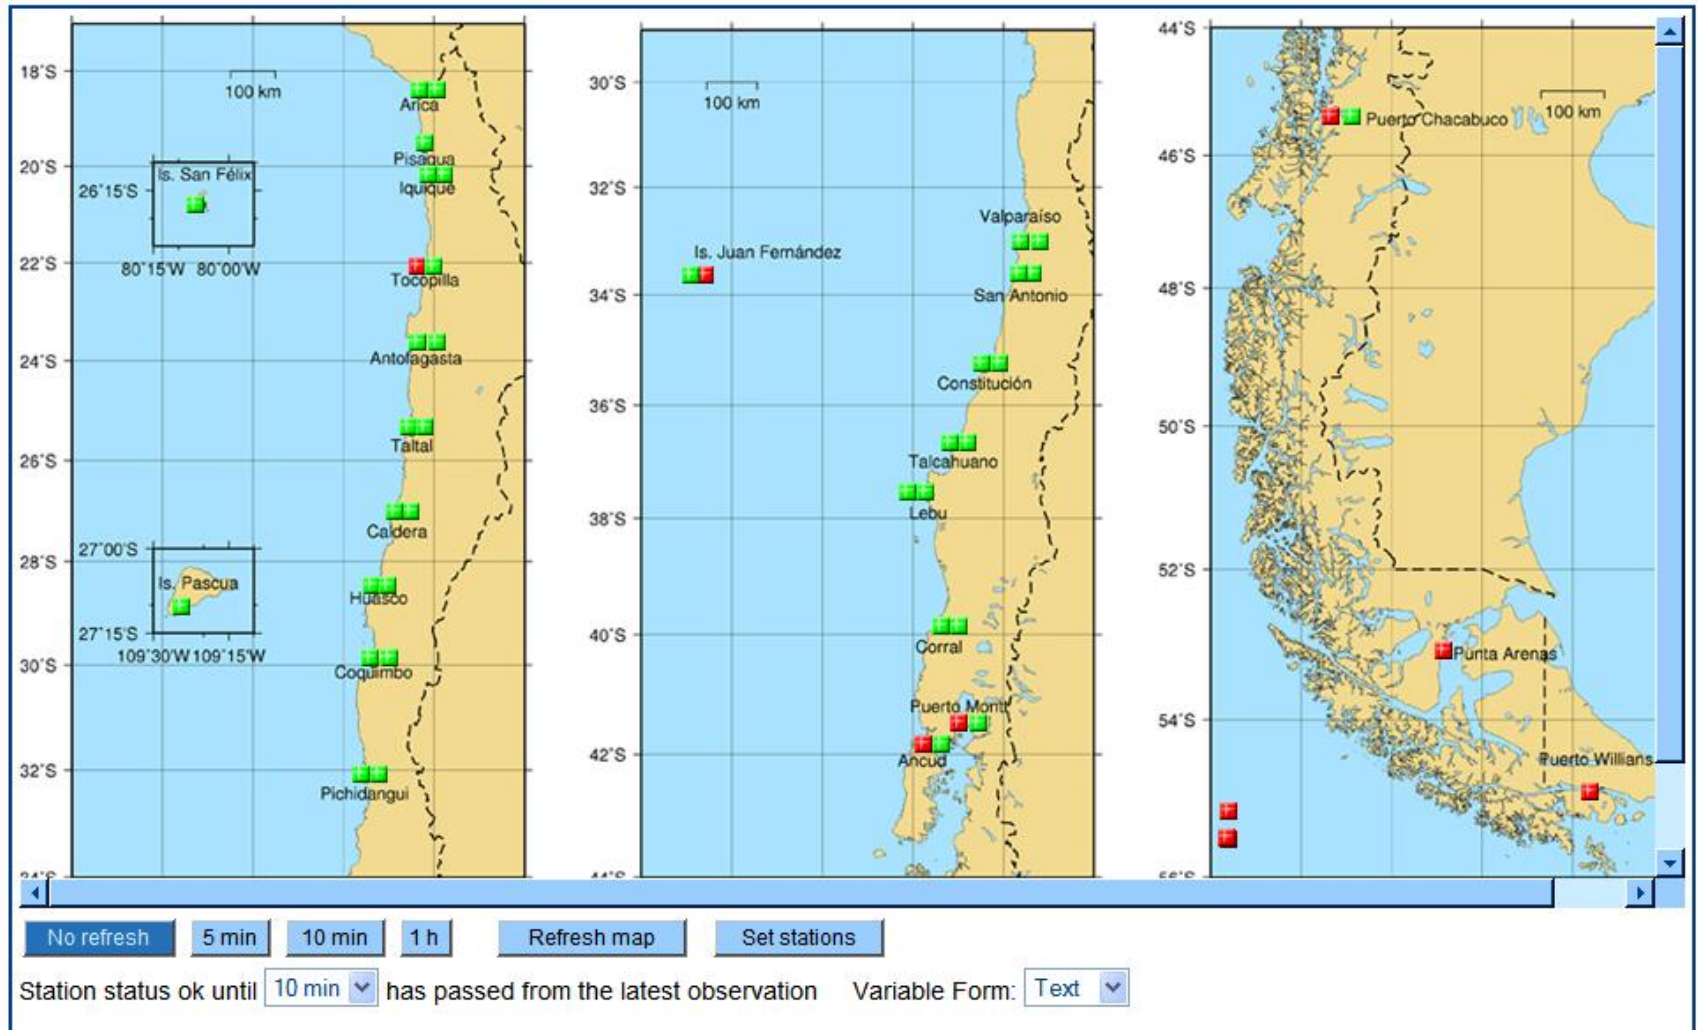 18°S
20°S
22°S
24°S
26°S
28°S
30°S
32°S
34°S
100 km
Is. San Félix
26°15'S
80°15'W 80°00'W
27°00'S
Is. Pascua
27°15'S
109°30'W 109°15'W
Arica
Pisagua
Iquique
Tocopilla
Antofagasta
Taltal
Caldera
Huasco
Coquimbo
Pichidangui
30°S
32°S
34°S
36°S
38°S
40°S
42°S
44°S
100 km
Is. Juan Fernández
Valparaiso
San Antonio
Constitución
Talcahuano
Lebu
Corral
Puerto Montt
Ancud
44°S
46°S
48°S
50°S
52°S
54°S
56°S
100 km
Puerto Chacabuco
Punta Arenas
Puerto Willians
No refresh 5 min 10 min 1 h Refresh map Set stations
Station status ok until 10 min has passed from the latest observation Variable Form: Text